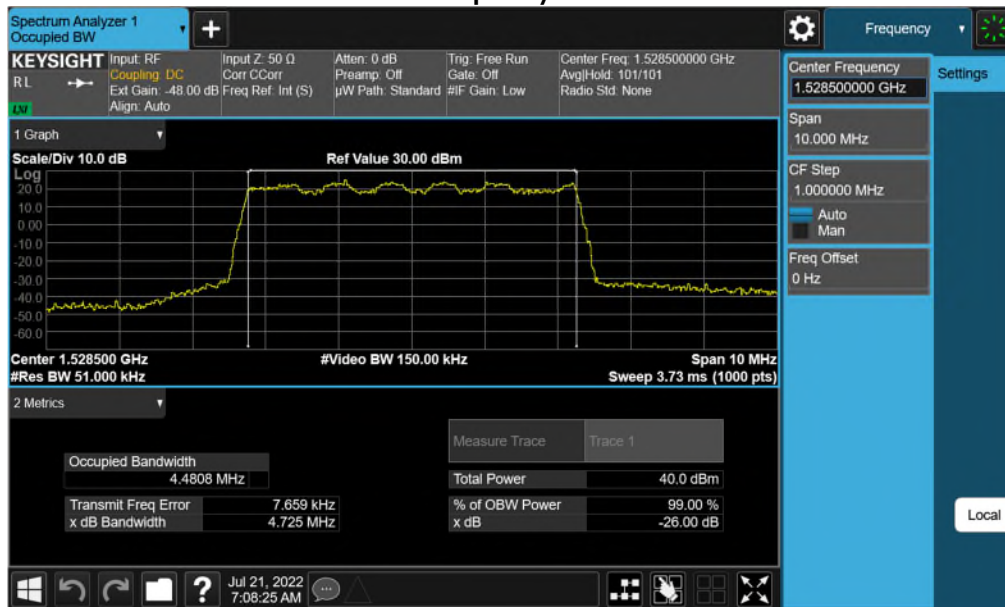 Spectrum Analyzer 1
Occupied BW
+
Frequency
KEYSIGHT Input: RF Input Z: 50 Ω Atten: 0 dB Trig: Free Run Center Freq: 1.528500000 GHz
RL Coupling: DC Corr CCorr Preamp: Off Gate: Off Avg|Hold: 101/101
Ext Gain: -48.00 dB Freq Ref: Int (S) µW Path: Standard #IF Gain: Low Radio Std: None
LXI Align: Auto
Center Frequency
1.528500000 GHz
Settings
Span
10.000 MHz
CF Step
1.000000 MHz
Auto
Man
Freq Offset
0 Hz
Local
1 Graph
Scale/Div 10.0 dB Ref Value 30.00 dBm
Log
20.0
10.0
0.00
-10.0
-20.0
-30.0
-40.0
-50.0
-60.0
Center 1.528500 GHz #Video BW 150.00 kHz Span 10 MHz
#Res BW 51.000 kHz Sweep 3.73 ms (1000 pts)
2 Metrics
Measure Trace Trace 1
Occupied Bandwidth
4.4808 MHz
Total Power 40.0 dBm
Transmit Freq Error 7.659 kHz % of OBW Power 99.00 %
x dB Bandwidth 4.725 MHz x dB -26.00 dB
? Jul 21, 2022
7:08:25 AM